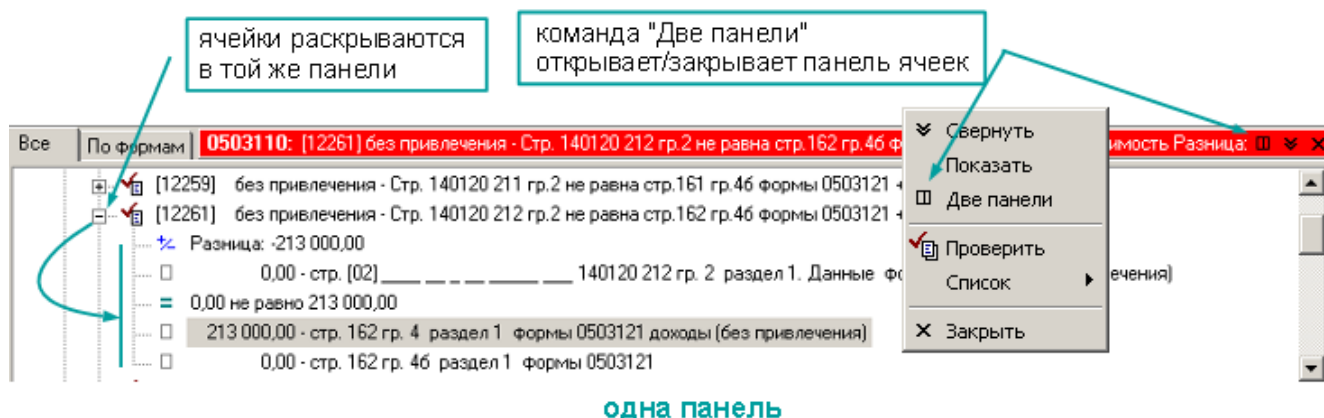 ячейки раскрываются
в той же панели
команда "Две панели"
открывает/закрывает панель ячеек
Все
По формам
0503110: [12261] без привлечения - Стр. 140120 212 гр.2 не равна стр.162 гр.4б ф
имость Разница:
[12259] без привлечения - Стр. 140120 211 гр.2 не равна стр.161 гр.4б формы 0503121 +
[12261] без привлечения - Стр. 140120 212 гр.2 не равна стр.162 гр.4б формы 0503121 +
Разница: -213 000,00
0,00 - стр. [02]____ __ _ __ ___ ________ 140120 212 гр. 2 раздел 1. Данные фо
ечения)
0,00 не равно 213 000,00
213 000,00 - стр. 162 гр. 4 раздел 1 формы 0503121 доходы (без привлечения)
0,00 - стр. 162 гр. 4б раздел 1 формы 0503121
Свернуть
Показать
Две панели
Проверить
Список
Закрыть
одна панель